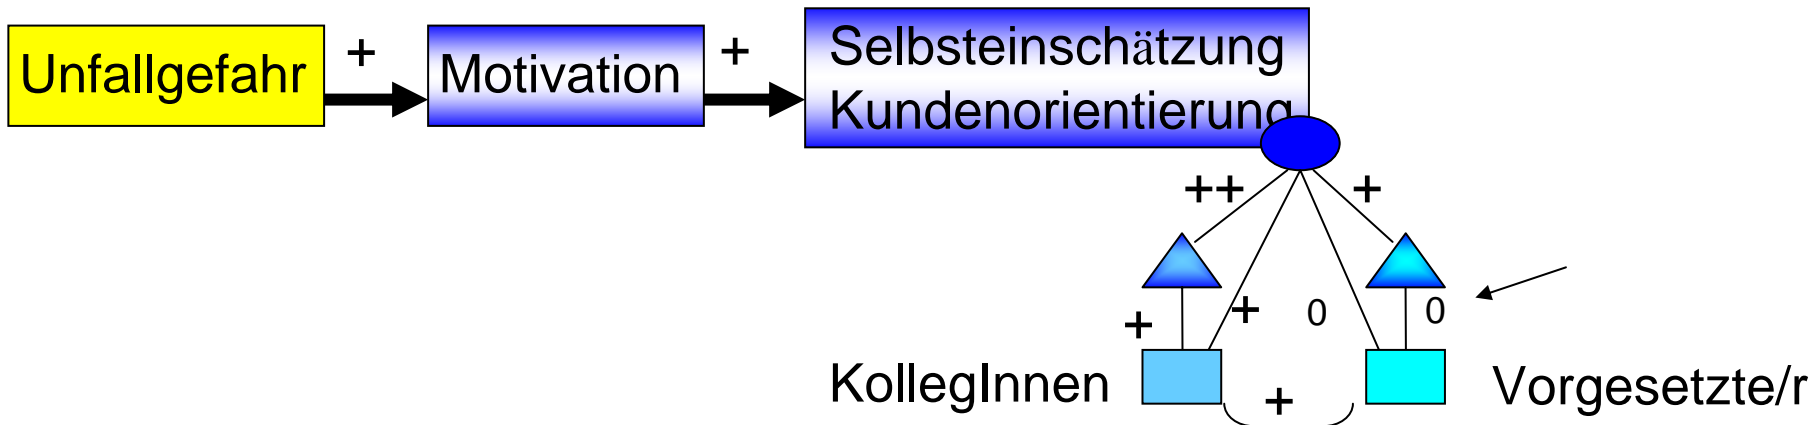 Unfallgefahr
+
Motivation
+
Selbsteinschätzung
Kundenorientierung
++
+
+
+
0
0
KollegInnen
+
Vorgesetzte/r